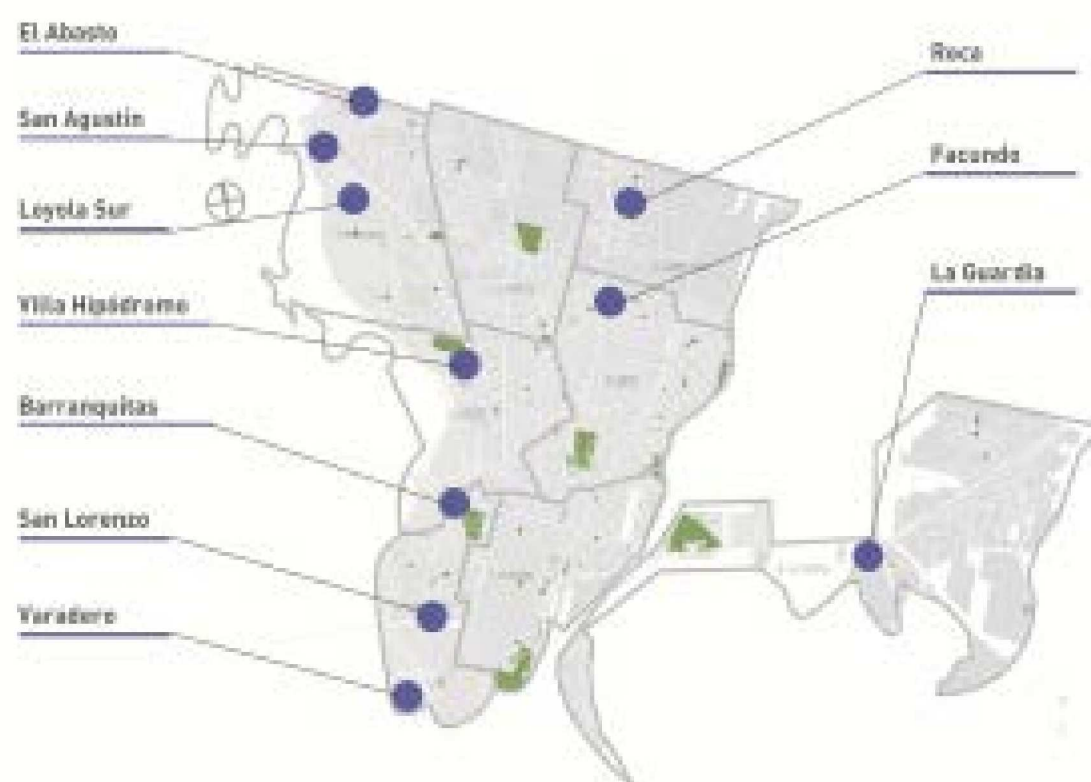 El Abasto
San Agustín
Loyola Sur
Villa Hipódromo
Barranquitas
San Lorenzo
Varadero
Roca
Facundo
La Guardia